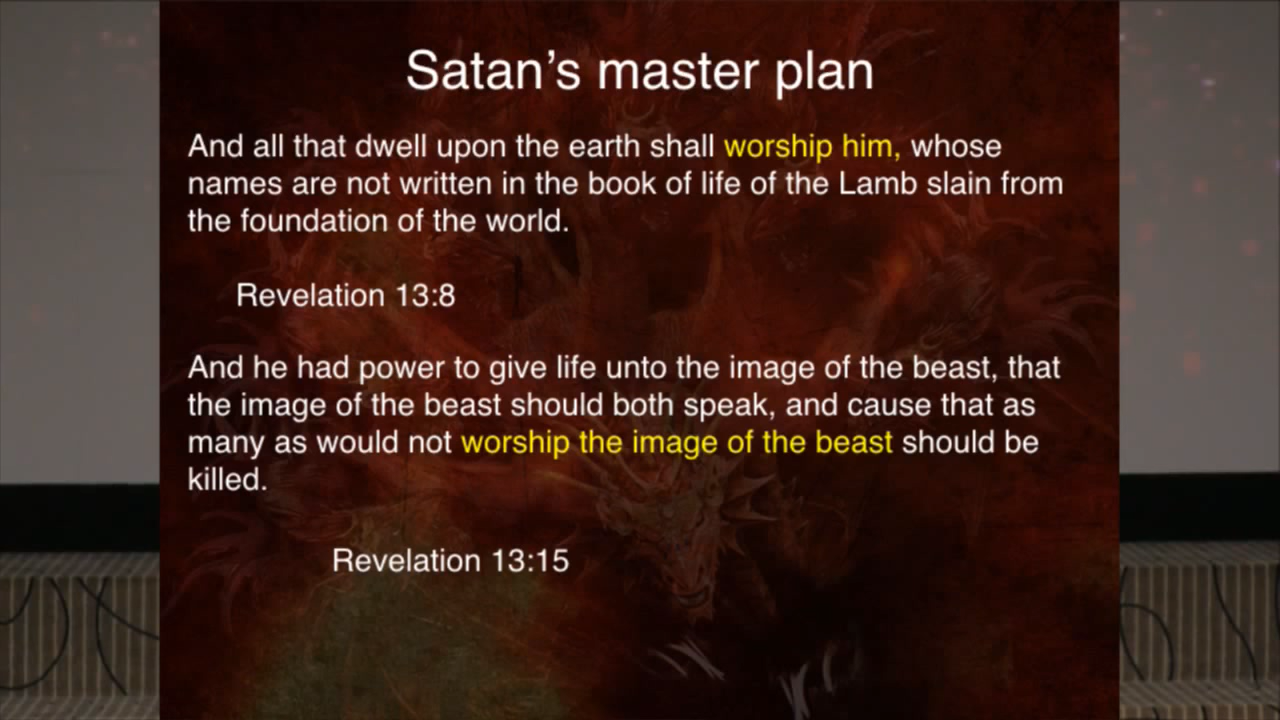 Satan’s master plan
And all that dwell upon the earth shall worship him, whose
names are not written in the book of life of the Lamb slain from
the foundation of the world.
Revelation 13:8
And he had power to give life unto the image of the beast, that
the image of the beast should both speak, and cause that as
many as would not worship the image of the beast should be
killed.
Revelation 13:15